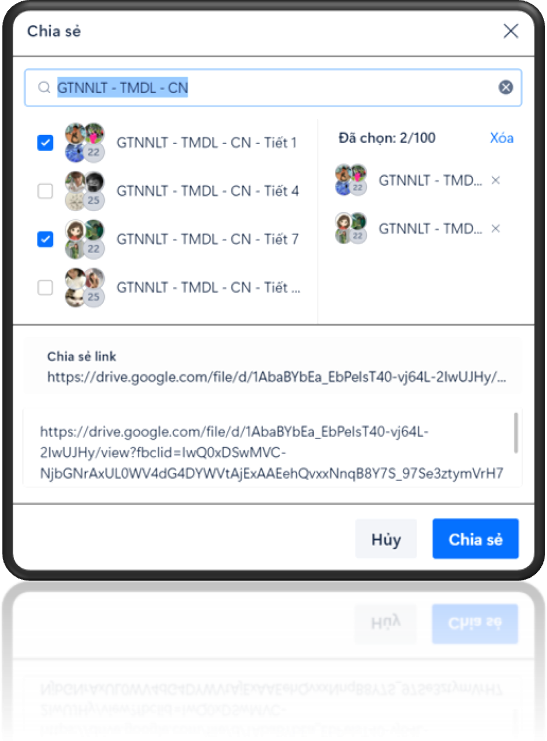 Chia sẻ
GTNNLT - TMDL - CN
GTNNLT - TMDL - CN - Tiết 1
22
GTNNLT - TMDL - CN - Tiết 4
25
GTNNLT - TMDL - CN - Tiết 7
22
GTNNLT - TMDL - CN - Tiết ...
25
Đã chọn: 2/100
Xóa
GTNNLT - TMD...
22
GTNNLT - TMD...
22
Chia sẻ link
https://drive.google.com/file/d/1AbaBYbEa_EbPeIsT40-vj64L-2IwUJHy/...
https://drive.google.com/file/d/1AbaBYbEa_EbPeIsT40-vj64L-
2IwUJHy/view?fbclid=IwQ0xDSwMVC-
NjbGNrAxUL0WV4dG4DYWVtAjExAAEehQvxxNnqB8Y7S_97Se3ztymVrH7
Hủy
Chia sẻ